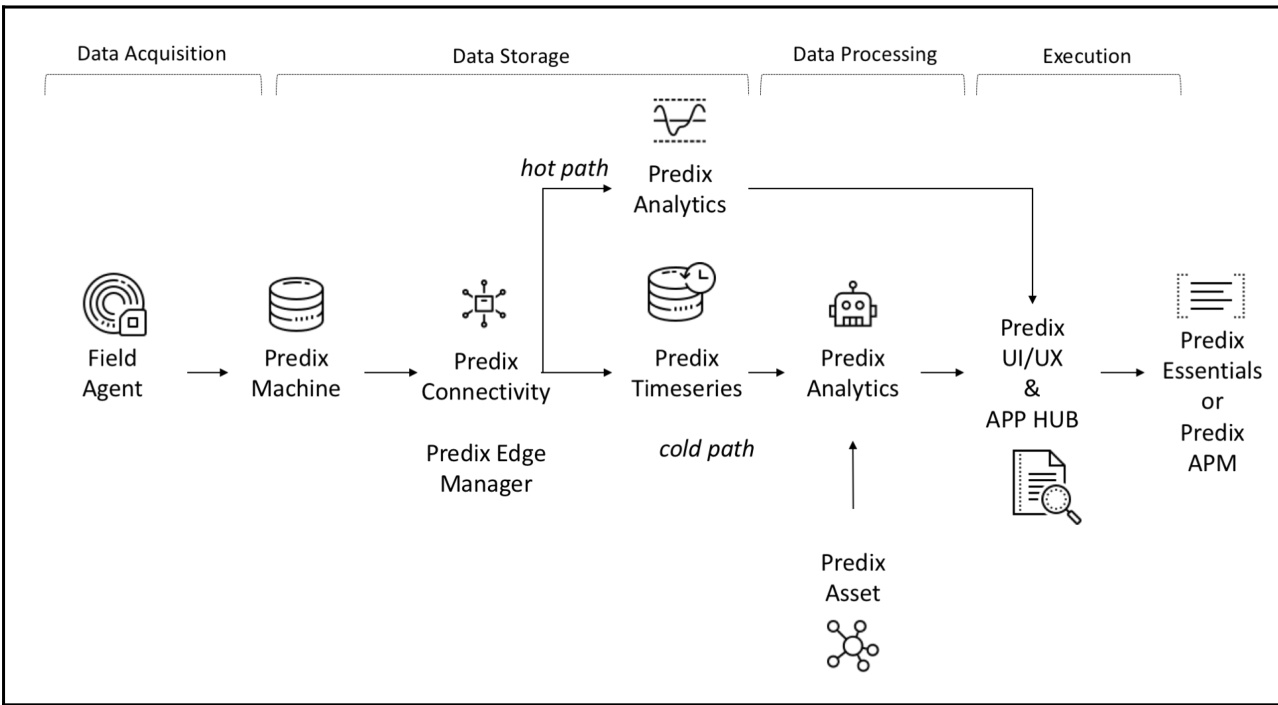 Data Acquisition
Data Storage
Data Processing
Execution
hot path
Predix
Analytics
Field
Agent
Predix
Machine
Predix
Connectivity
Predix Edge
Manager
Predix
Timeseries
cold path
Predix
Analytics
Predix
Asset
Predix
UI/UX
&
APP HUB
Predix
Essentials
or
Predix
APM